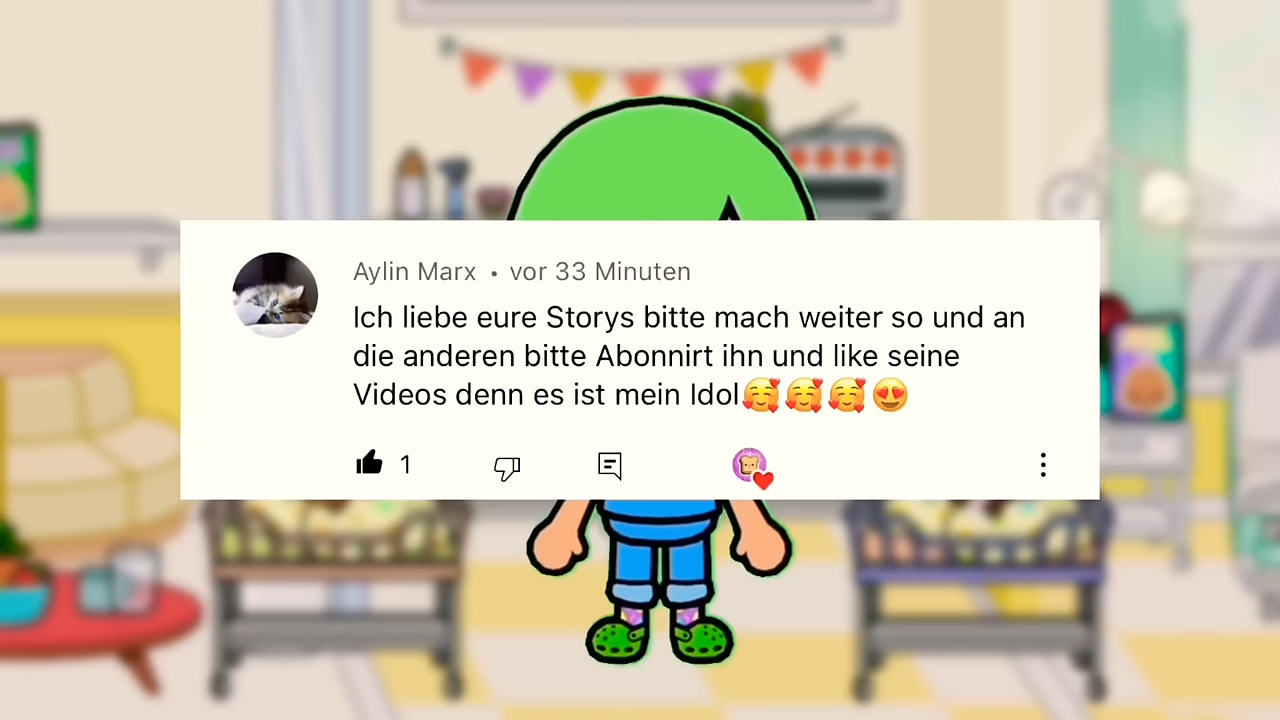 Aylin Marx • vor 33 Minuten
Ich liebe eure Storys bitte mach weiter so und an
die anderen bitte Abonnirt ihn und like seine
Videos denn es ist mein Idol🥰🥰🥰😍
1